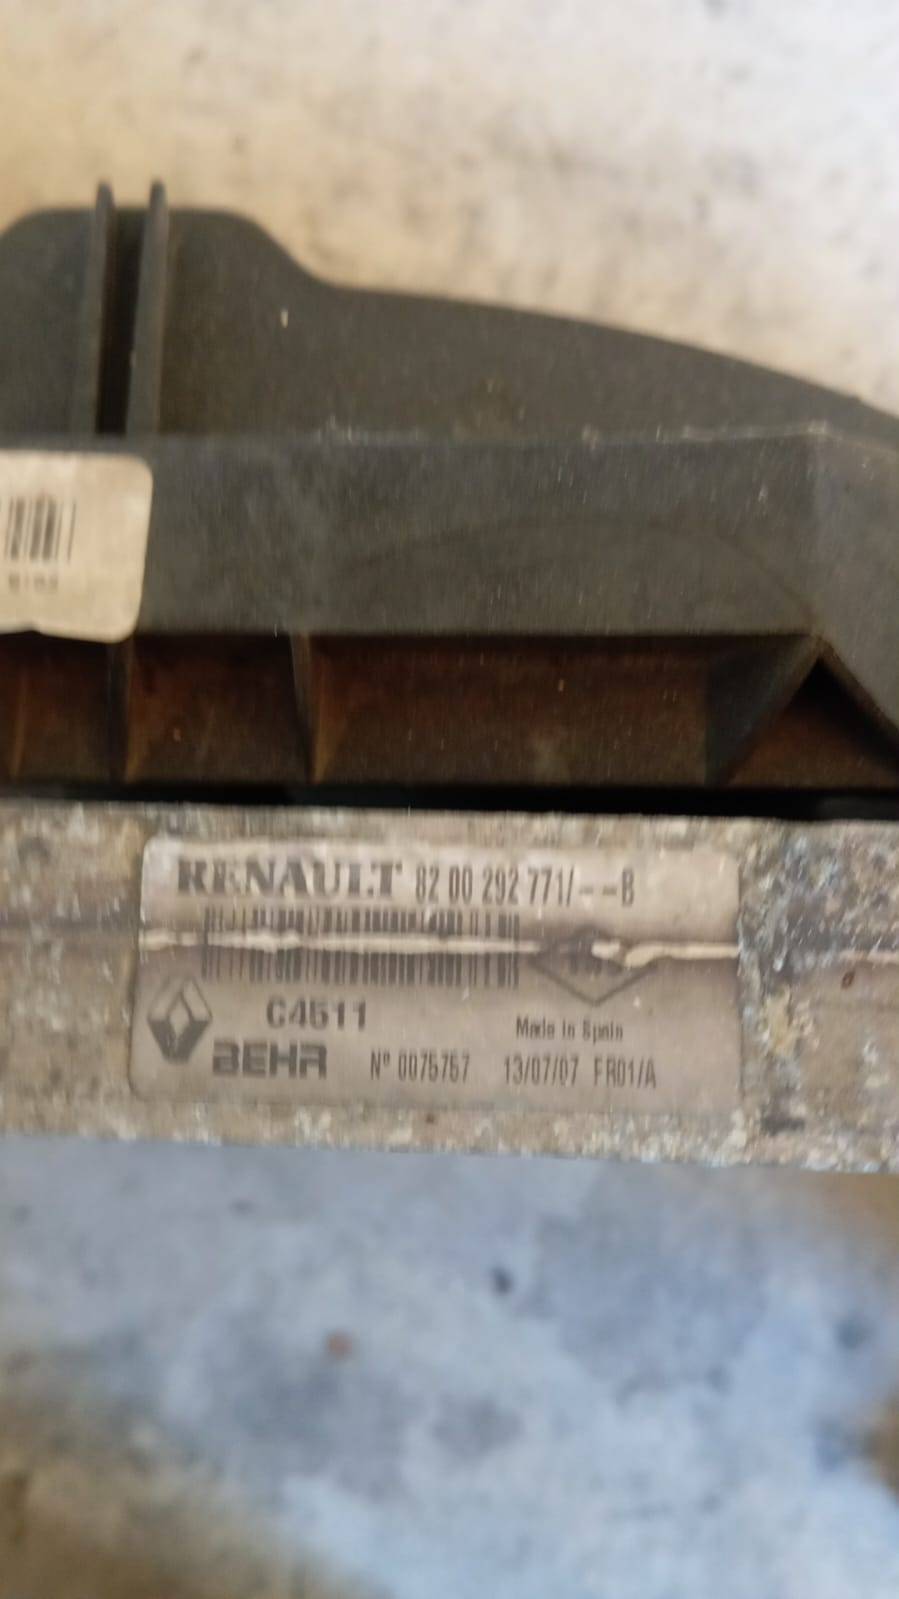 RENAULT 82 00 292 771/--B
C4511
Made in Spain
BEHR Nº 0075757 13/07/07 FR01/A